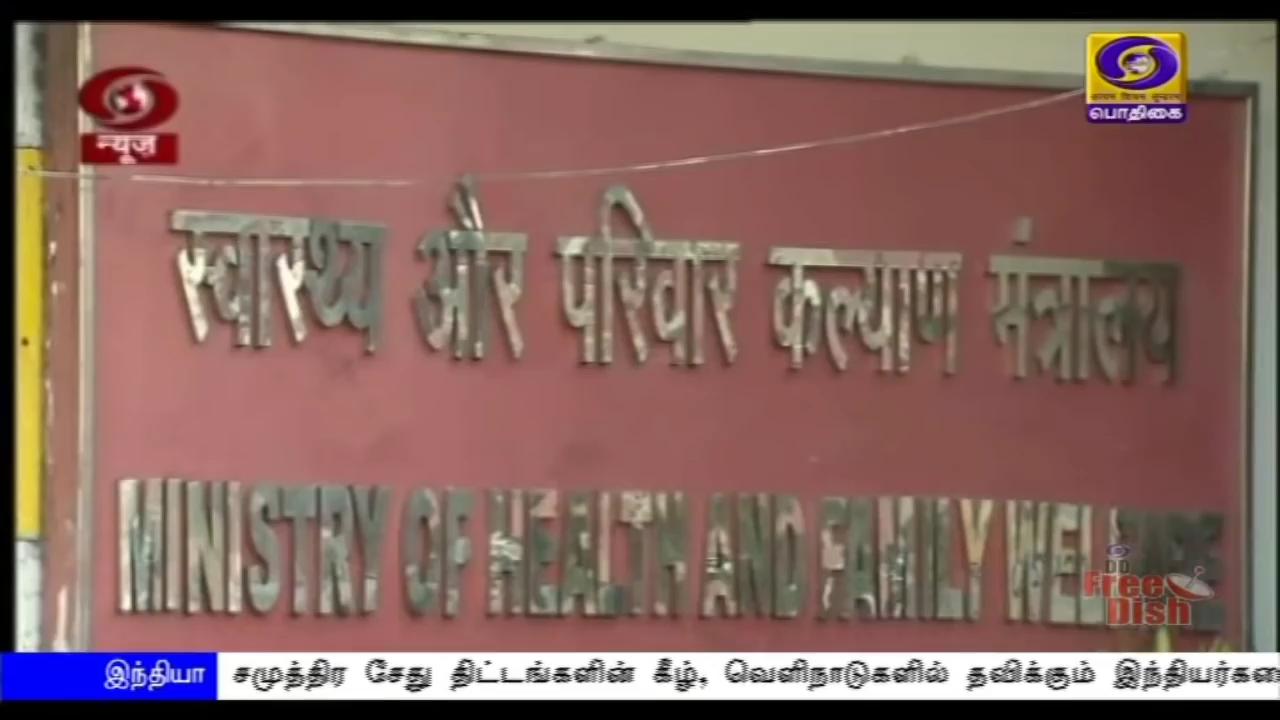 न्यूज़
பொதிகை
स्वास्थ्य और परिवार कल्याण मंत्रालय
MINISTRY OF HEALTH AND FAMILY WELFARE
DD
Free
Dish
இந்தியா சமுத்திர சேது திட்டங்களின் கீழ், வெளிநாடுகளில் தவிக்கும் இந்தியர்களை